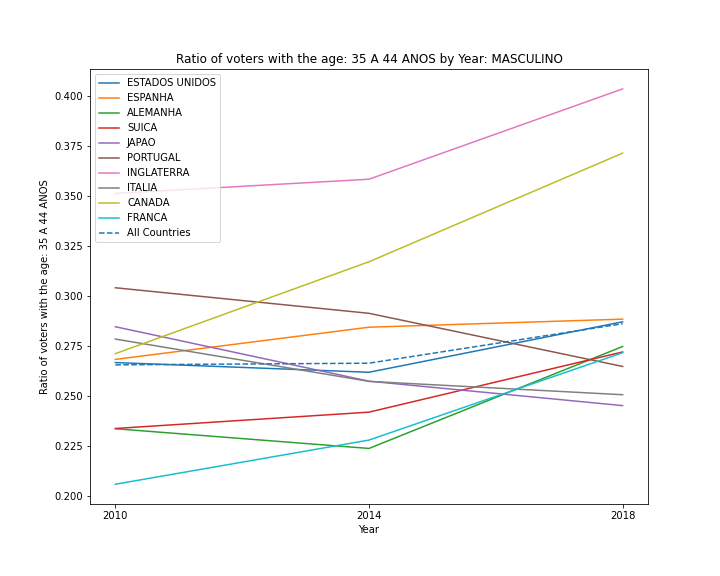 Ratio of voters with the age: 35 A 44 ANOS by Year: MASCULINO
Ratio of voters with the age: 35 A 44 ANOS
0.400
0.375
0.350
0.325
0.300
0.275
0.250
0.225
0.200
ESTADOS UNIDOS
ESPANHA
ALEMANHA
SUICA
JAPAO
PORTUGAL
INGLATERRA
ITALIA
CANADA
FRANCA
All Countries
2010
2014
2018
Year